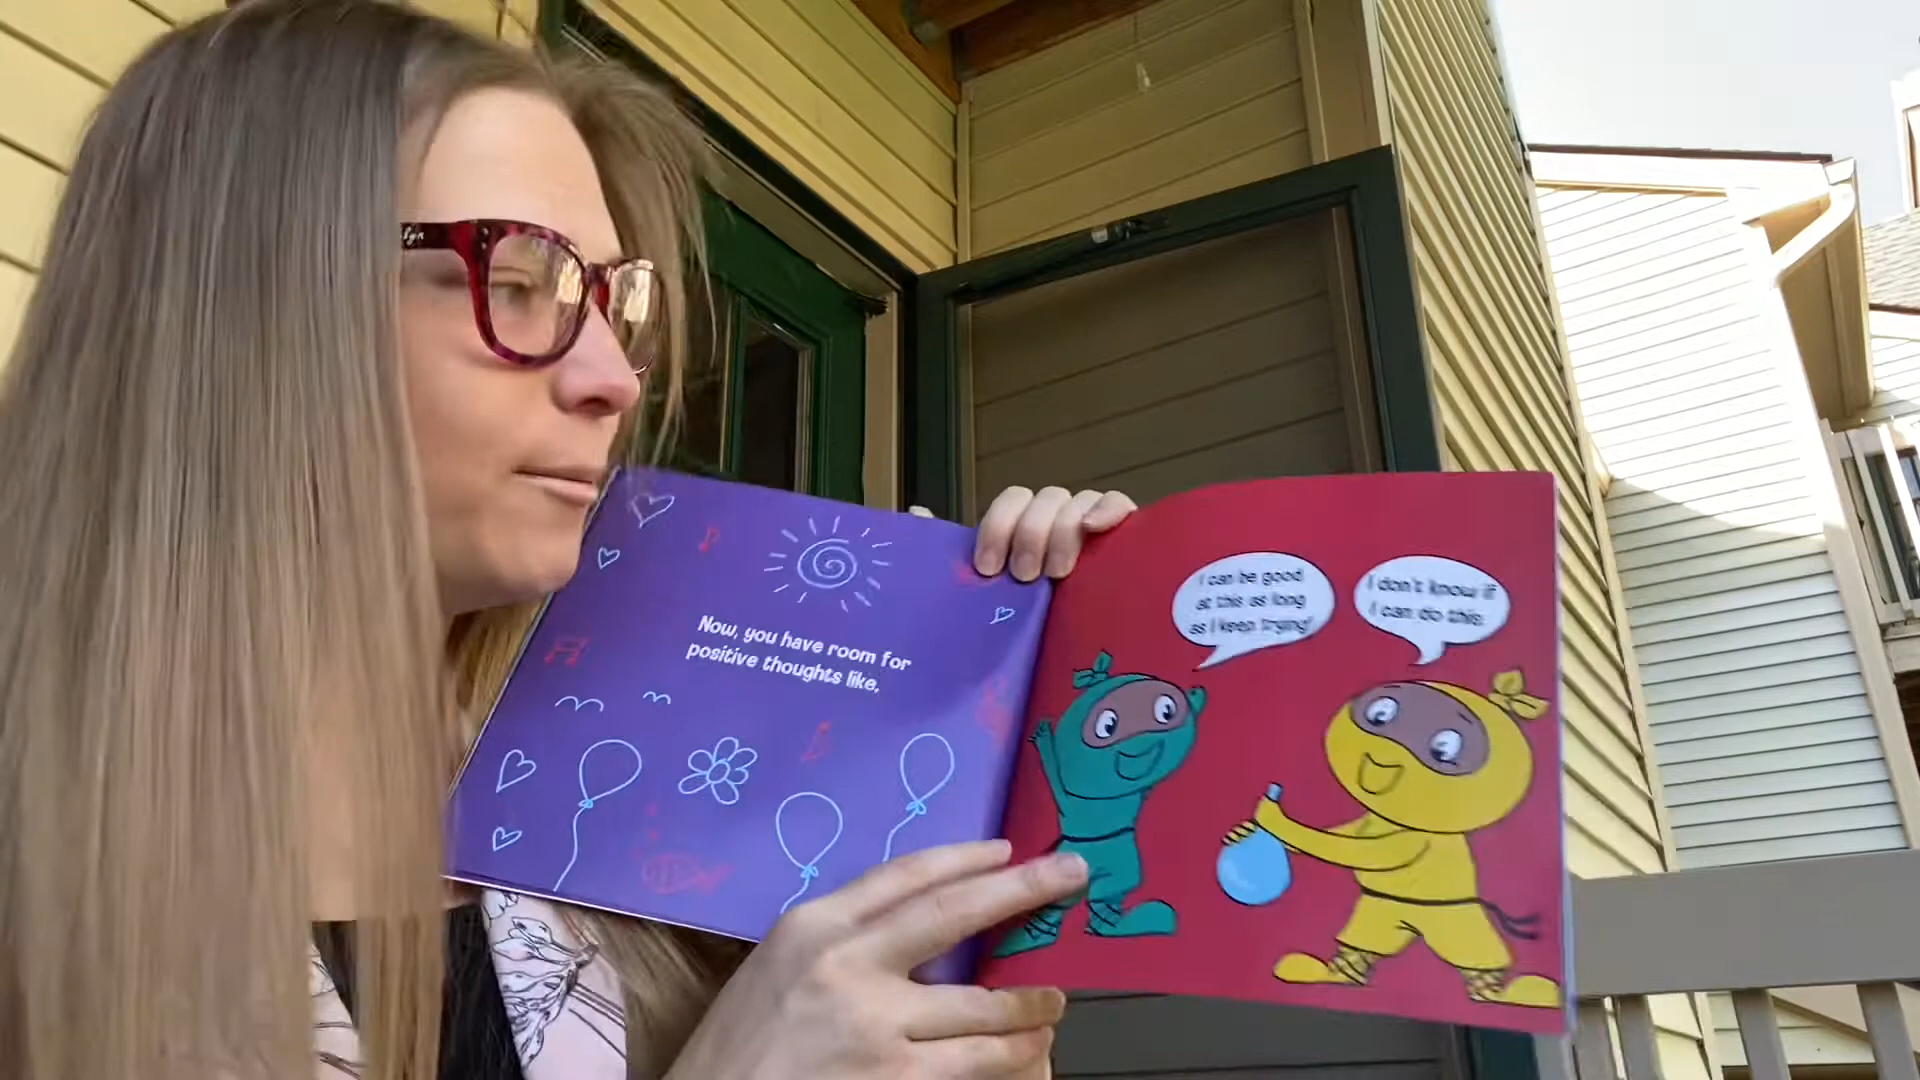 Now, you have room for
positive thoughts like,
I can be good
at this as long
as I keep trying!
I don't know if
I can do this.